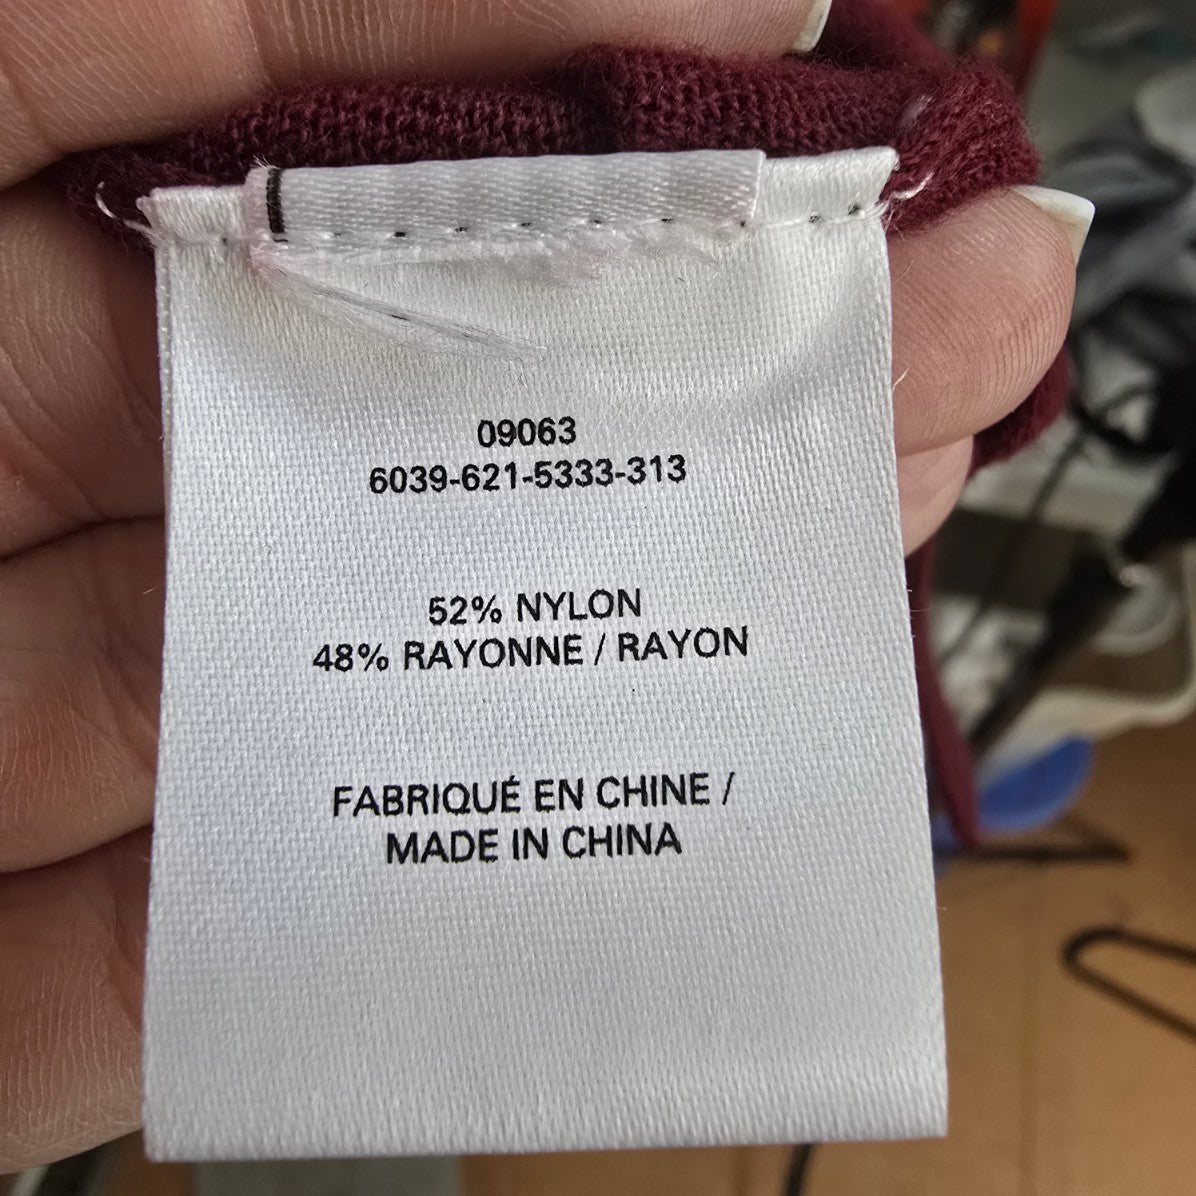 09063
6039-621-5333-313
52% NYLON
48% RAYONNE / RAYON
FABRIQUÉ EN CHINE /
MADE IN CHINA